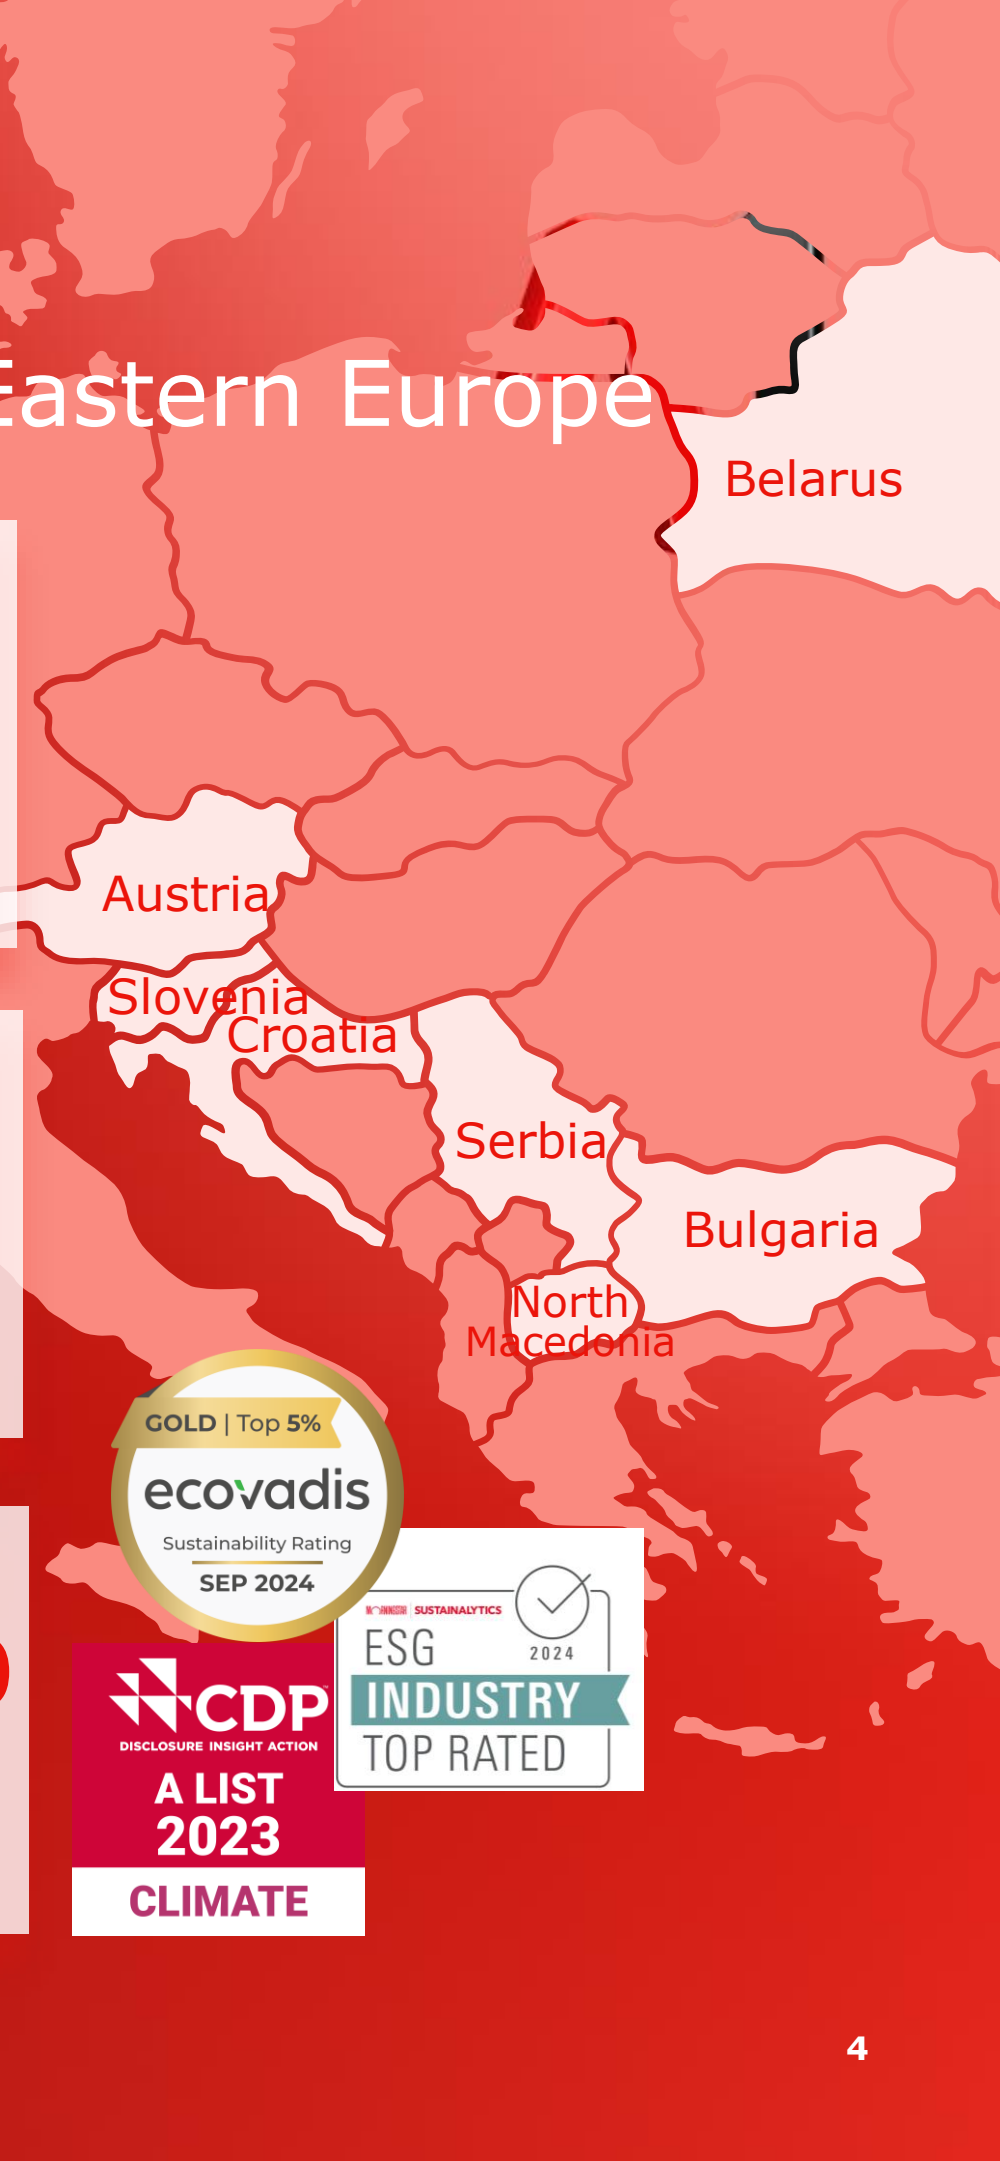 Eastern Europe
Belarus
Austria
Slovenia
Croatia
Serbia
Bulgaria
North
Macedonia
GOLD | Top 5%
ecovadis
Sustainability Rating
SEP 2024
MORNINGSTAR | SUSTAINALYTICS
ESG
2024
INDUSTRY
TOP RATED
CDP
DISCLOSURE INSIGHT ACTION
A LIST
2023
CLIMATE
4